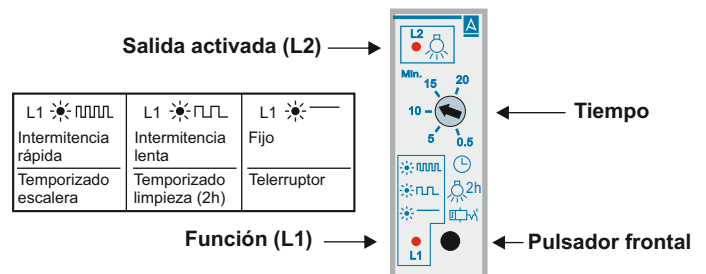 Salida activada (L2)
L2
Min.
15 20
10
5 0.5
Tiempo
L1 L1 L1
Intermitencia rápida
Intermitencia lenta
Fijo
Temporizado escalera
Temporizado limpieza (2h)
Telerruptor
2h
Función (L1)
L1
Pulsador frontal